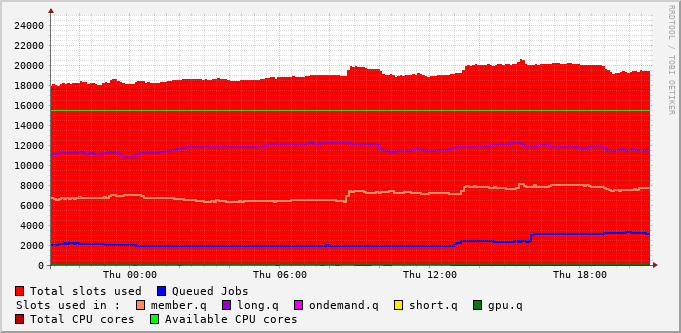 24000
22000
20000
18000
16000
14000
12000
10000
8000
6000
4000
2000
0
Thu 00:00 Thu 06:00 Thu 12:00 Thu 18:00
RRDTOOL / TOBI OETIKER
Total slots used Queued Jobs
Slots used in : member.q long.q ondemand.q short.q gpu.q
Total CPU cores Available CPU cores